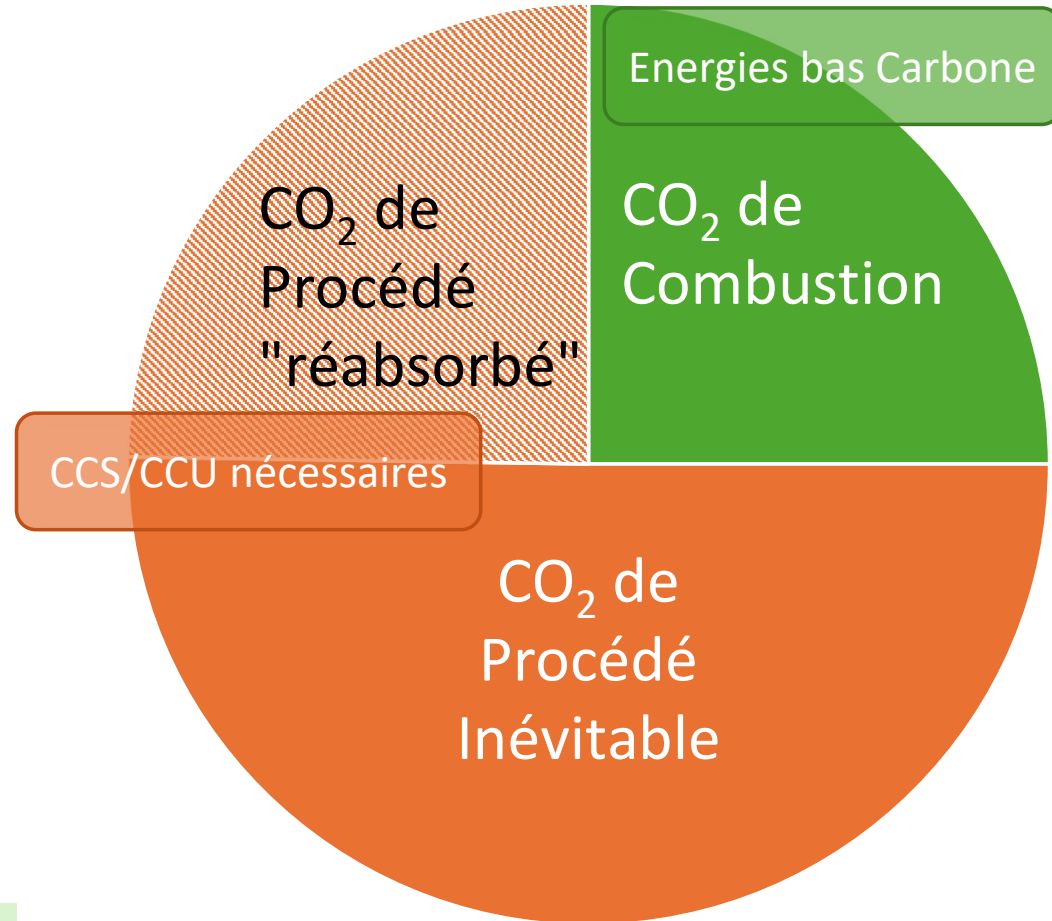 Energies bas Carbone
CO₂ de
Procédé
"réabsorbé"
CO₂ de
Combustion
CCS/CCU nécessaires
CO₂ de
Procédé
Inévitable